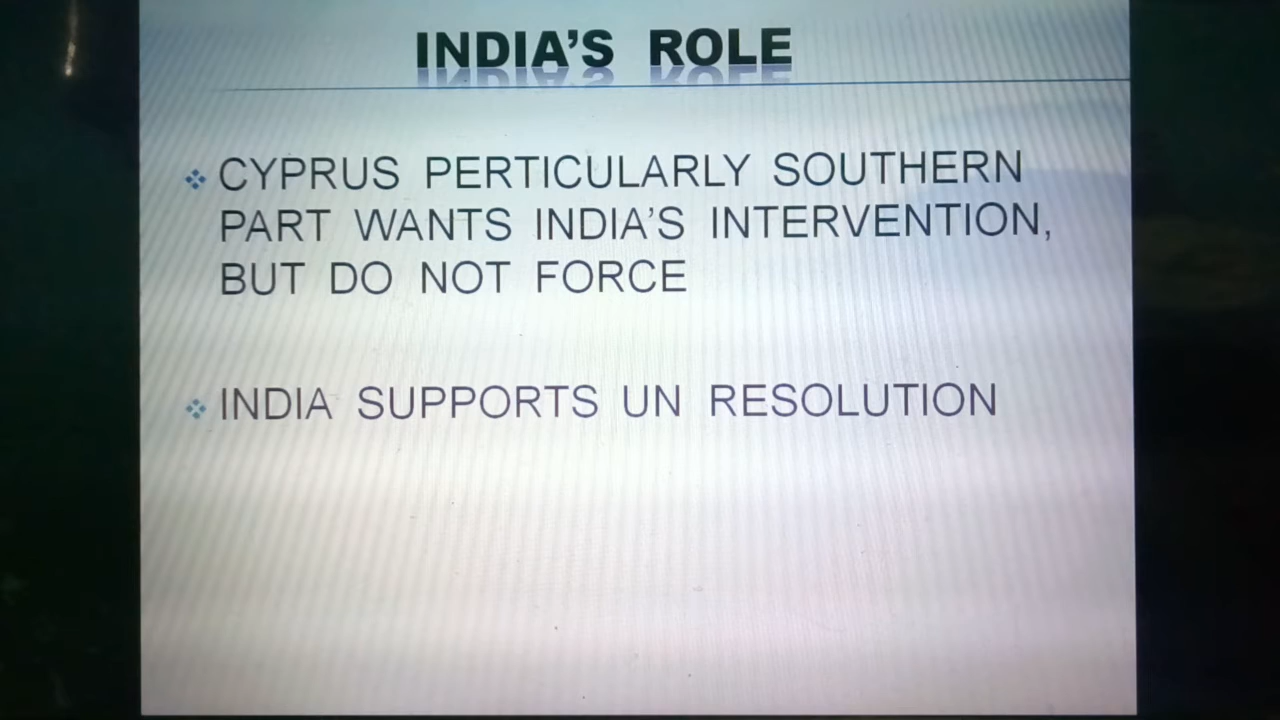 INDIA'S ROLE
CYPRUS PERTICULARLY SOUTHERN
PART WANTS INDIA'S INTERVENTION,
BUT DO NOT FORCE
INDIA SUPPORTS UN RESOLUTION